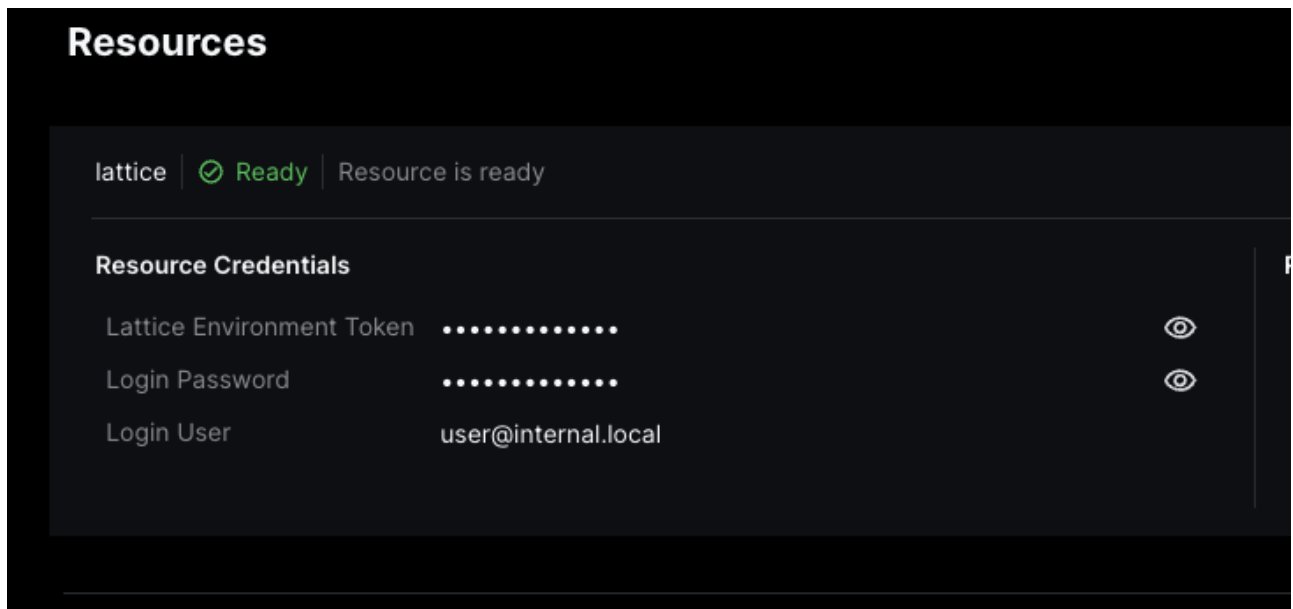 Resources
lattice Ready Resource is ready
Resource Credentials
Lattice Environment Token •••••••••••••
Login Password •••••••••••••
Login User user@internal.local